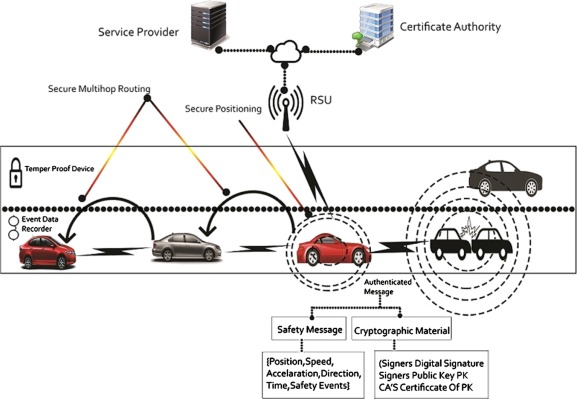 Service Provider
Certificate Authority
Secure Multihop Routing
Secure Positioning
RSU
Temper Proof Device
Event Data
Recorder
Authenticated
Message
Safety Message
Cryptographic Material
{Position,Speed,
Accelaration,Direction,
Time,Safety Events}
(Signers Digital Signature
Signers Public Key PK
CA'S Certificcate Of PK